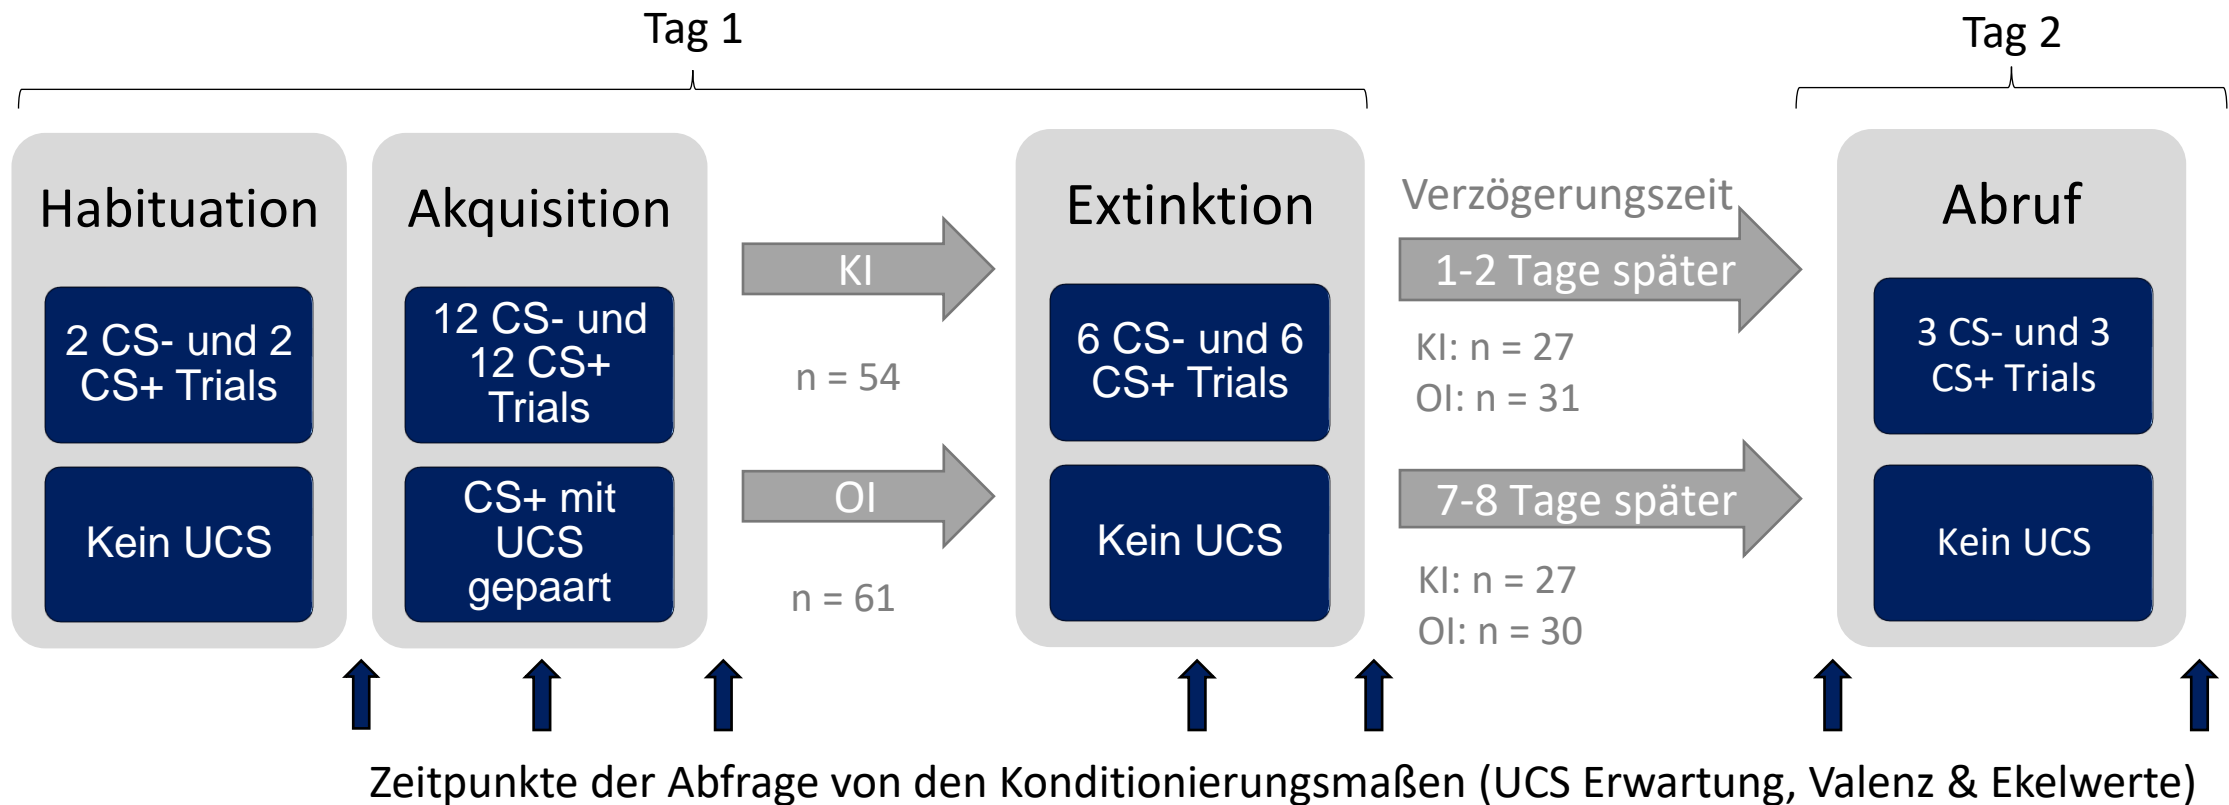 Tag 1
Tag 2
Habituation
2 CS- und 2
CS+ Trials
Kein UCS
Akquisition
12 CS- und
12 CS+
Trials
CS+ mit
UCS
gepaart
KI
n = 54
OI
n = 61
Extinktion
6 CS- und 6
CS+ Trials
Kein UCS
Verzögerungszeit
1-2 Tage später
KI: n = 27
OI: n = 31
7-8 Tage später
KI: n = 27
OI: n = 30
Abruf
3 CS- und 3
CS+ Trials
Kein UCS
Zeitpunkte der Abfrage von den Konditionierungsmaßen (UCS Erwartung, Valenz & Ekelwerte)